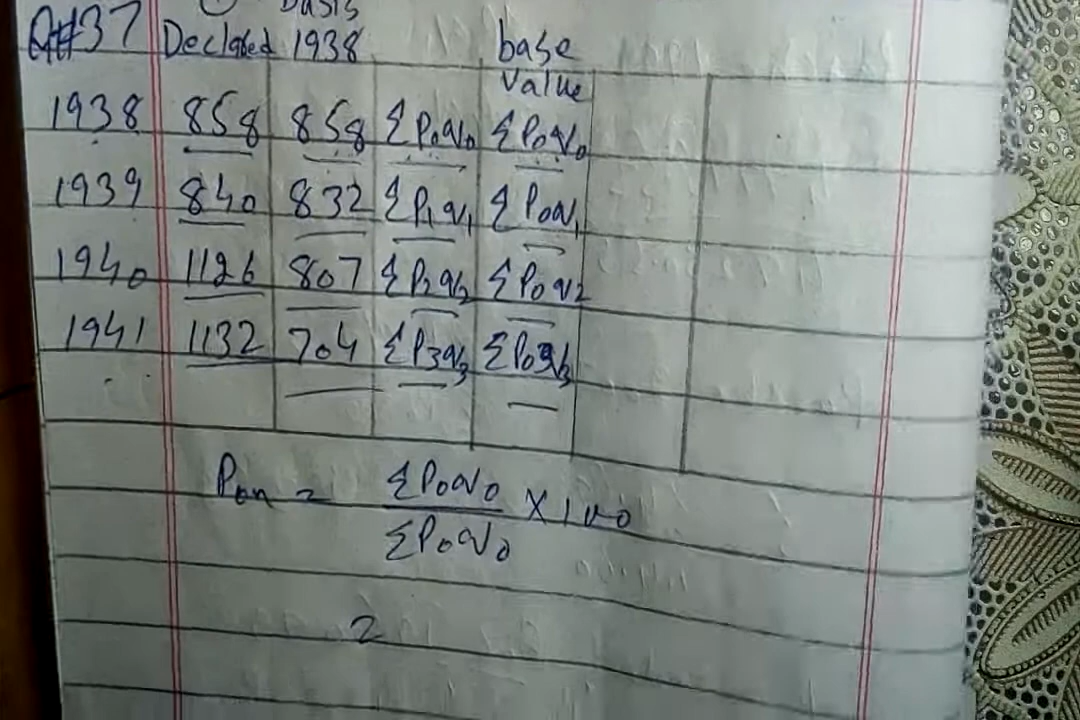 basis
Q#37 Declared 1938 base
value
1938 858 858 ΣP₀q₀ ΣP₀q₀
1939 840 832 ΣP₁q₁ ΣP₀q₁
1940 1126 807 ΣP₂q₂ ΣP₀q₂
1941 1132 704 ΣP₃q₃ ΣP₀q₃
Pon = ΣP₀q₀ × 100
ΣP₀q₀
=